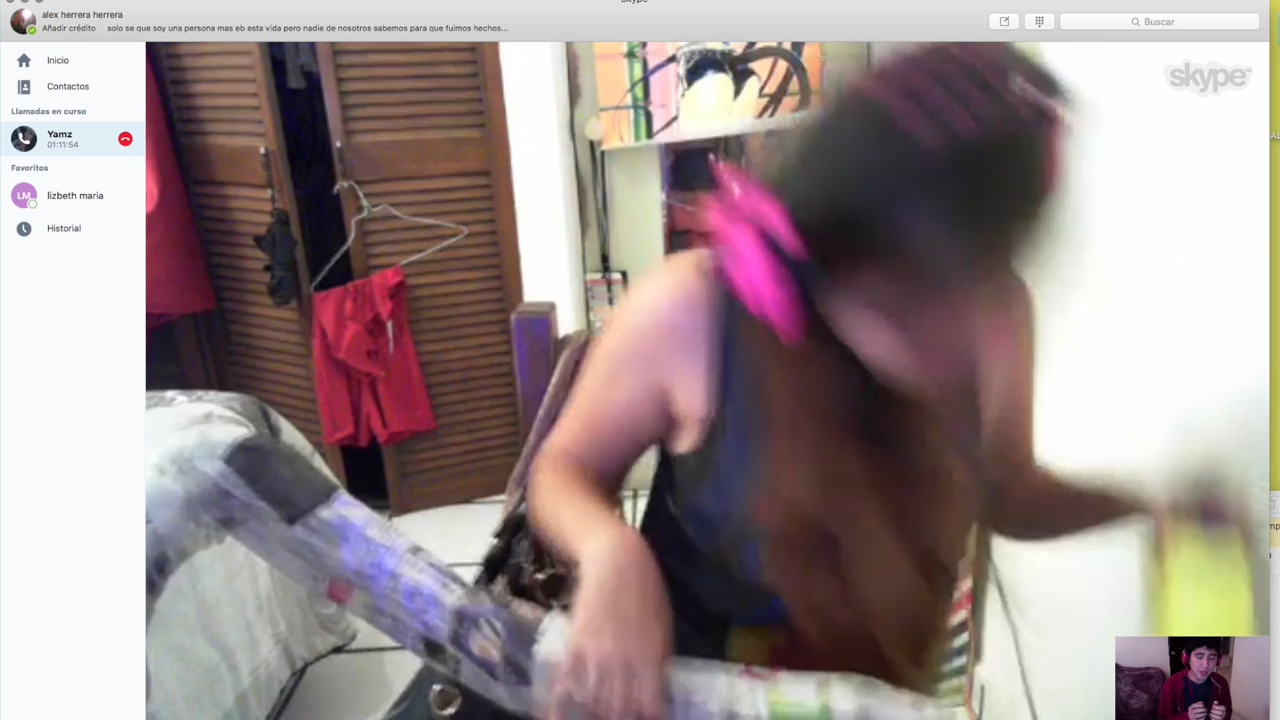 Skype
alex herrera herrera
Añadir crédito
solo se que soy una persona mas eb esta vida pero nadie de nosotros sabemos para que fuimos hechos...
Buscar
Inicio
Contactos
Llamadas en curso
Yamz
01:11:54
Favoritos
LM
lizbeth maria
Historial
skype™